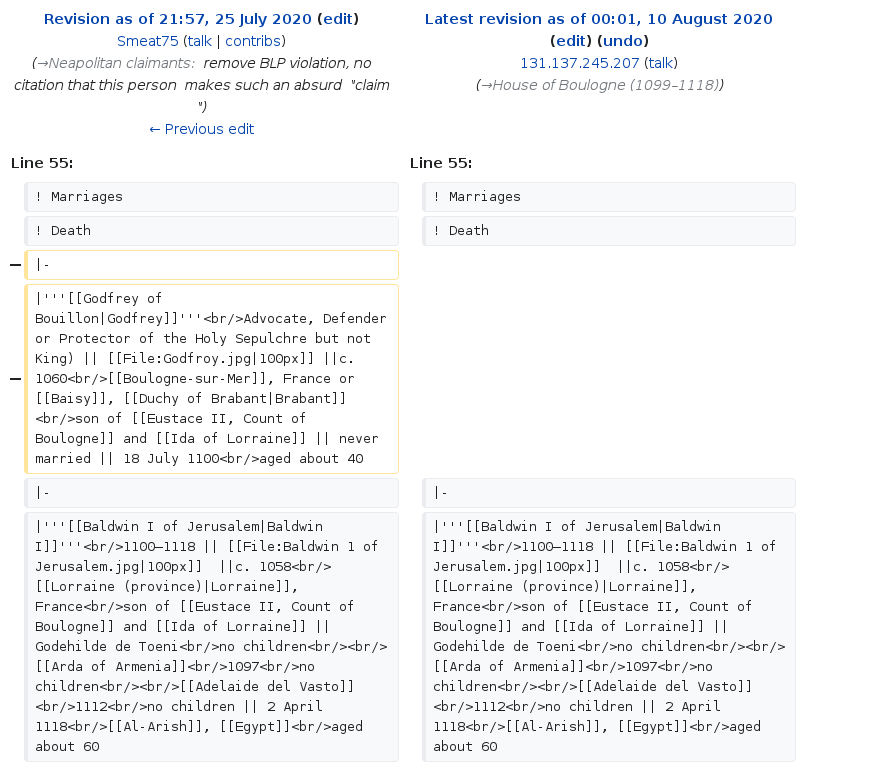 Revision as of 21:57, 25 July 2020 (edit)
Smeat75 (talk | contribs)
(→Neapolitan claimants: remove BLP violation, no
citation that this person makes such an absurd "claim
")
← Previous edit
Latest revision as of 00:01, 10 August 2020
(edit) (undo)
131.137.245.207 (talk)
(→House of Boulogne (1099–1118))
Line 55:
Line 55:
! Marriages
! Marriages
! Death
! Death
− |-
− |'''[[Godfrey of
Bouillon|Godfrey]]'''<br/>Advocate, Defender
or Protector of the Holy Sepulchre but not
King) || [[File:Godfroy.jpg|100px]] ||c.
1060<br/>[[Boulogne-sur-Mer]], France or
[[Baisy]], [[Duchy of Brabant|Brabant]]
<br/>son of [[Eustace II, Count of
Boulogne]] and [[Ida of Lorraine]] || never
married || 18 July 1100<br/>aged about 40
|-
|-
|'''[[Baldwin I of Jerusalem|Baldwin
I]]'''<br/>1100–1118 || [[File:Baldwin 1 of
Jerusalem.jpg|100px]]  ||c. 1058<br/>
[[Lorraine (province)|Lorraine]],
France<br/>son of [[Eustace II, Count of
Boulogne]] and [[Ida of Lorraine]] ||
Godehilde de Toeni<br/>no children<br/><br/>
[[Arda of Armenia]]<br/>1097<br/>no
children<br/><br/>[[Adelaide del Vasto]]
<br/>1112<br/>no children || 2 April
1118<br/>[[Al-Arish]], [[Egypt]]<br/>aged
about 60
|'''[[Baldwin I of Jerusalem|Baldwin
I]]'''<br/>1100–1118 || [[File:Baldwin 1 of
Jerusalem.jpg|100px]]  ||c. 1058<br/>
[[Lorraine (province)|Lorraine]],
France<br/>son of [[Eustace II, Count of
Boulogne]] and [[Ida of Lorraine]] ||
Godehilde de Toeni<br/>no children<br/><br/>
[[Arda of Armenia]]<br/>1097<br/>no
children<br/><br/>[[Adelaide del Vasto]]
<br/>1112<br/>no children || 2 April
1118<br/>[[Al-Arish]], [[Egypt]]<br/>aged
about 60